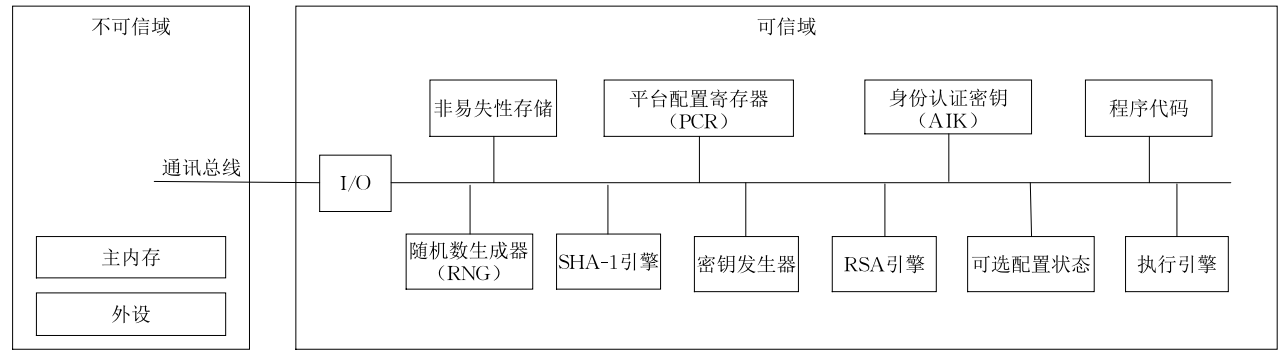 不可信域
可信域
非易失性存储
平台配置寄存器
（PCR）
身份认证密钥
（AIK）
程序代码
通讯总线
I/O
主内存
外设
随机数生成器
（RNG）
SHA-1引擎
密钥发生器
RSA引擎
可选配置状态
执行引擎